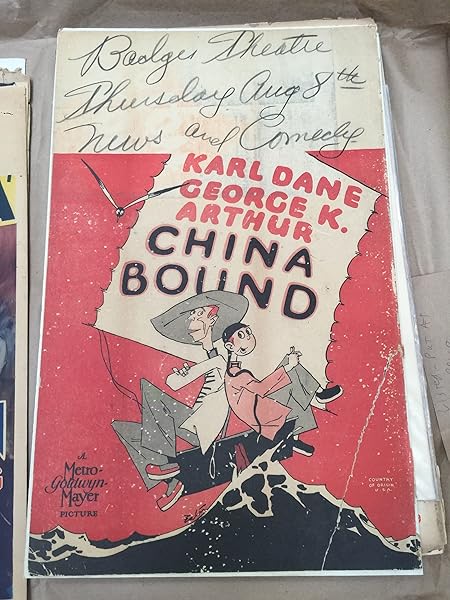 Badger Theatre
Thursday Aug 8th
News and Comedy
KARL DANE
GEORGE K.
ARTHUR
CHINA
BOUND
A
Metro-
Goldwyn-
Mayer
PICTURE
COUNTRY
OF ORIGIN
U.S.A.